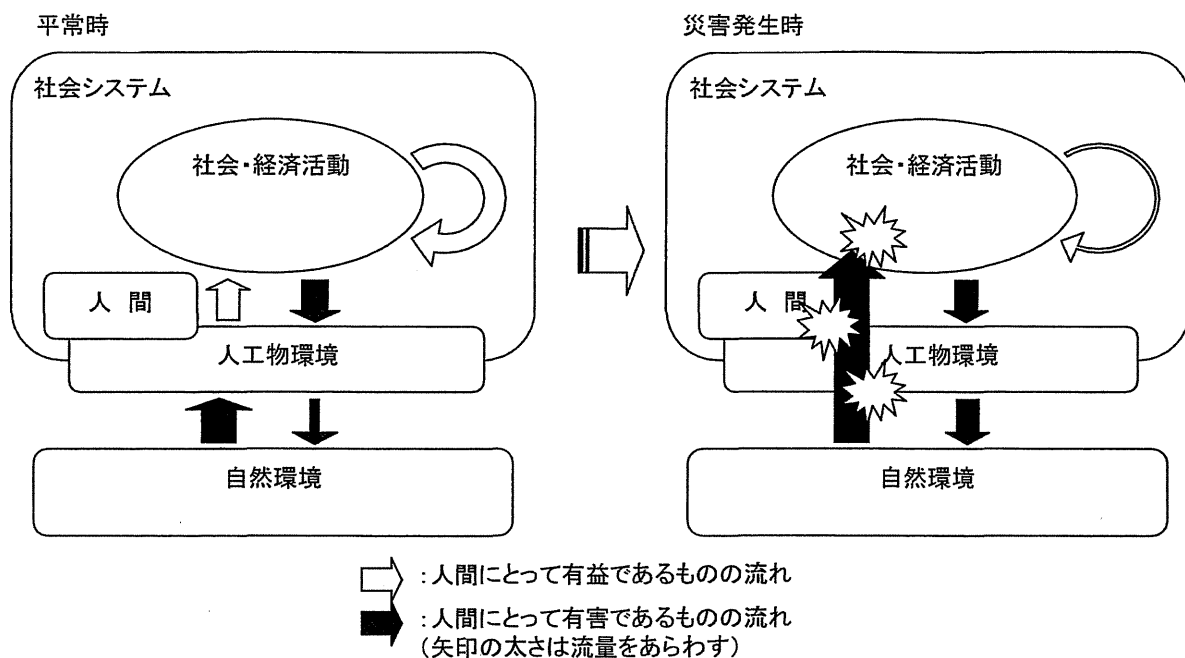 平常時
社会システム
社会・経済活動
人 間
人工物環境
自然環境
災害発生時
社会システム
社会・経済活動
人 間
人工物環境
自然環境
:人間にとって有益であるものの流れ
:人間にとって有害であるものの流れ
(矢印の太さは流量をあらわす)